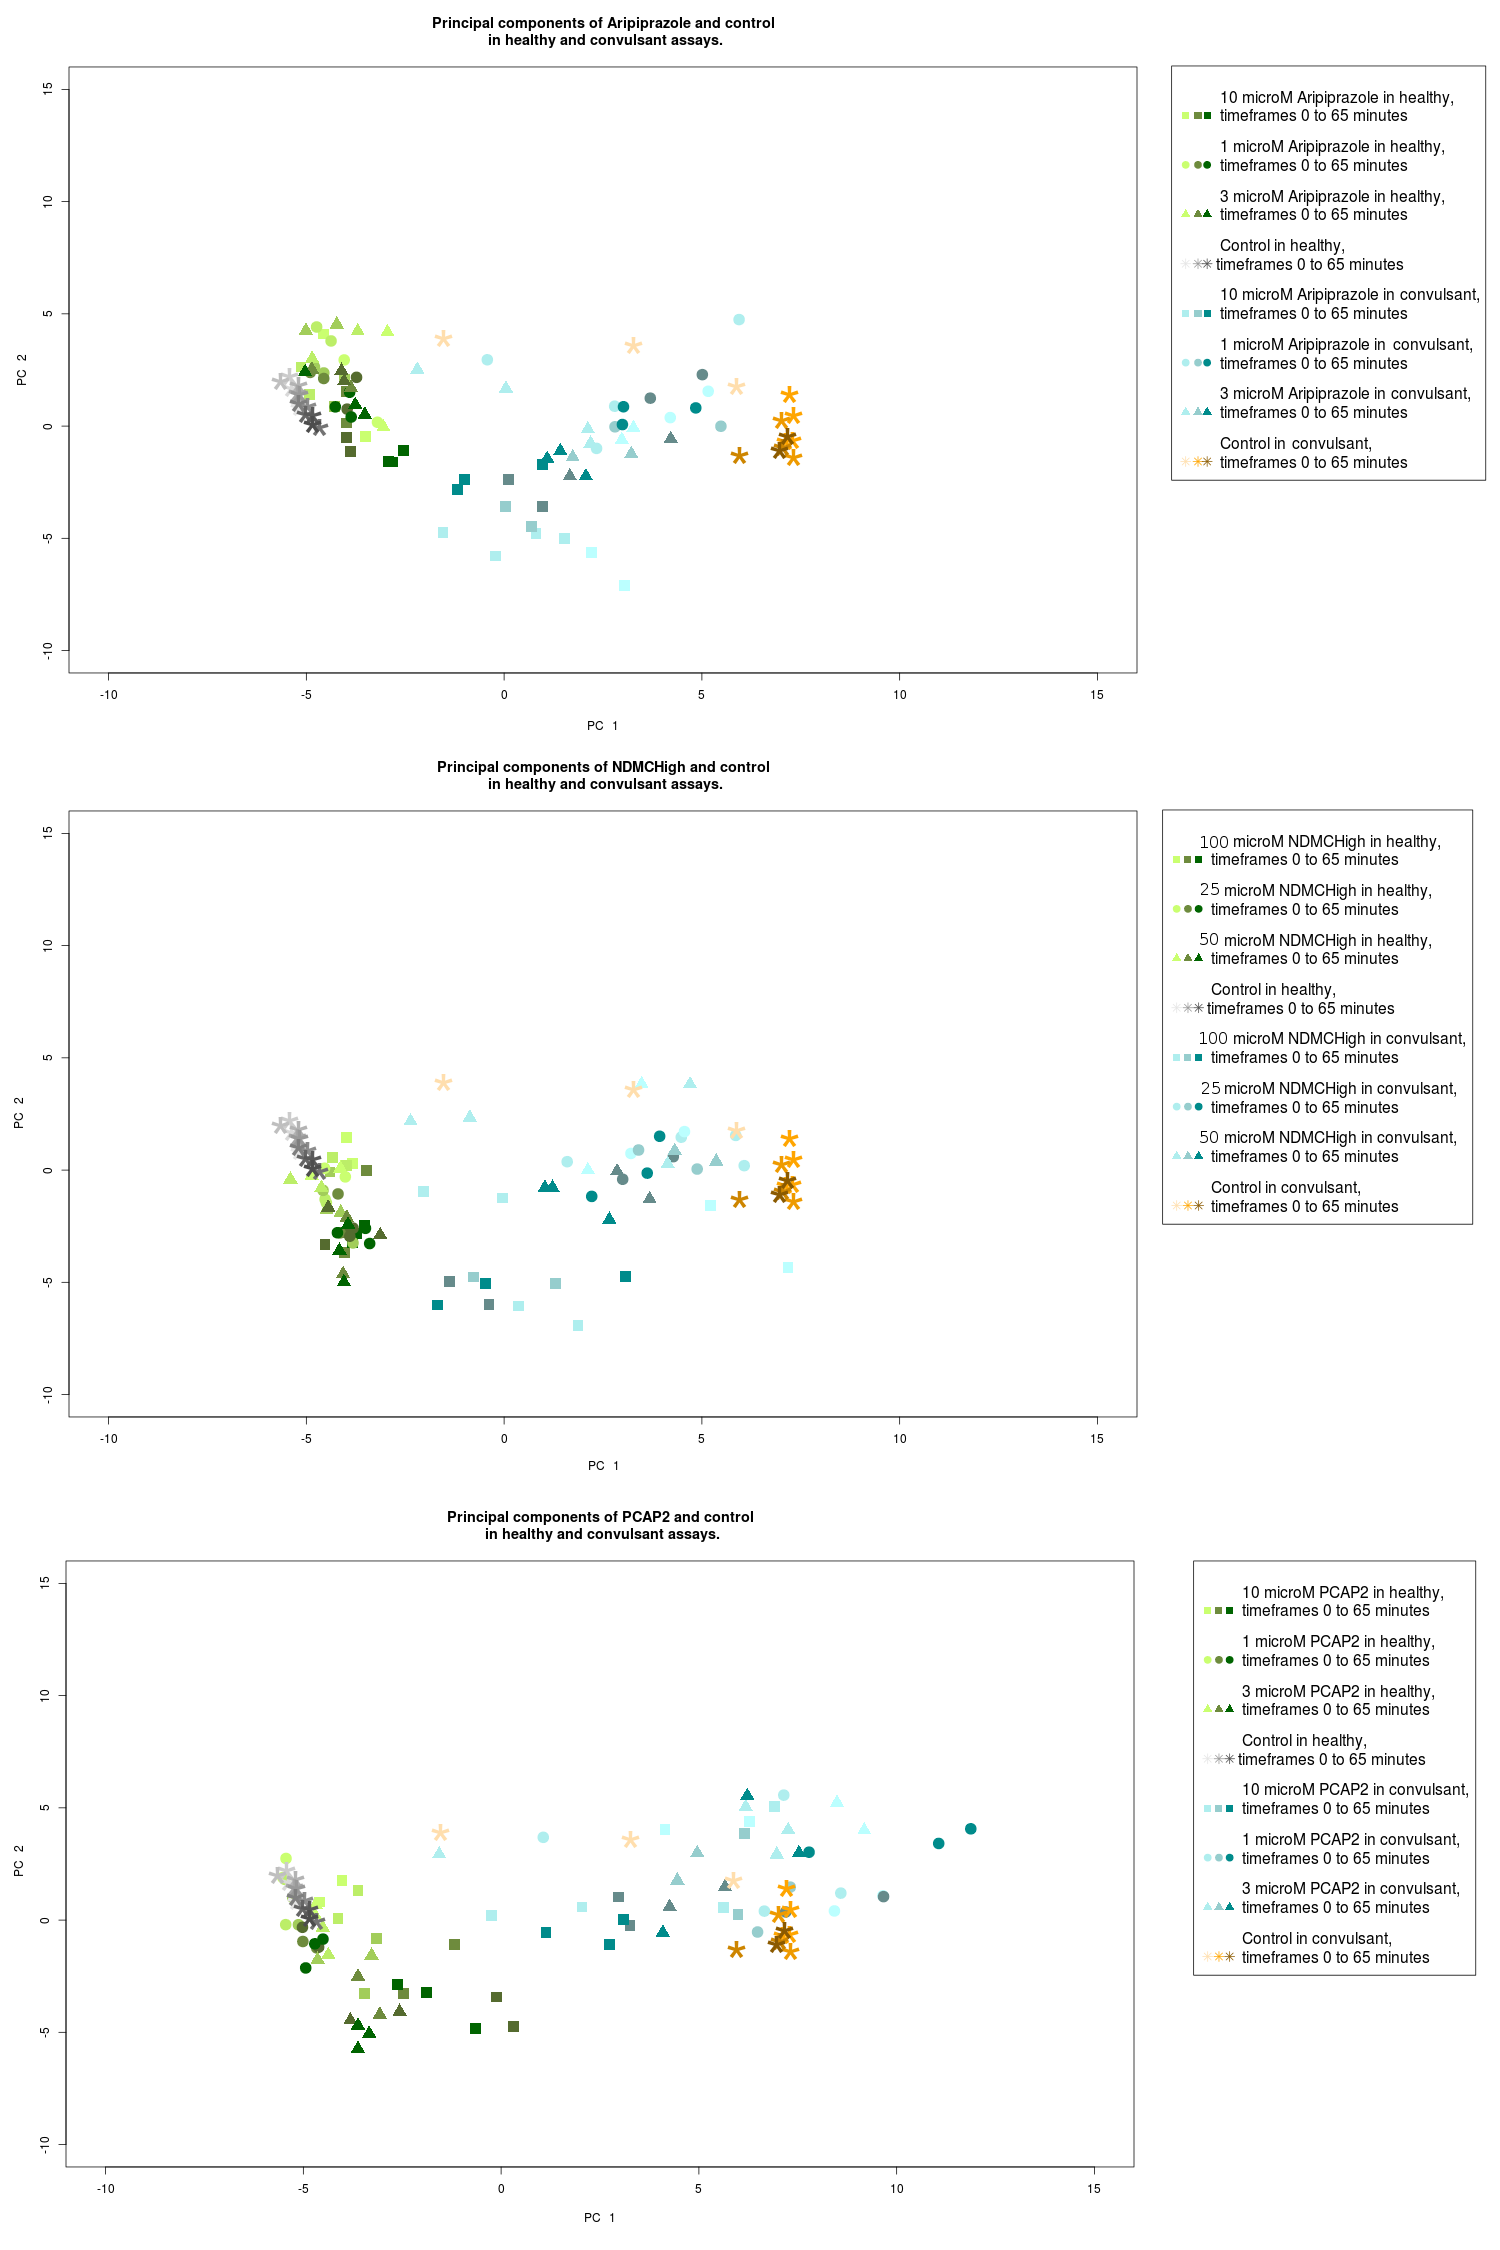 Principal components of Aripiprazole and control
in healthy and convulsant assays.
15
10
5
0
-5
-10
PC 2
-10 -5 0 5 10 15
PC 1
10 microM Aripiprazole in healthy,
timeframes 0 to 65 minutes
1 microM Aripiprazole in healthy,
timeframes 0 to 65 minutes
3 microM Aripiprazole in healthy,
timeframes 0 to 65 minutes
Control in healthy,
timeframes 0 to 65 minutes
10 microM Aripiprazole in convulsant,
timeframes 0 to 65 minutes
1 microM Aripiprazole in convulsant,
timeframes 0 to 65 minutes
3 microM Aripiprazole in convulsant,
timeframes 0 to 65 minutes
Control in convulsant,
timeframes 0 to 65 minutes
Principal components of NDMCHigh and control
in healthy and convulsant assays.
15
10
5
0
-5
-10
PC 2
-10 -5 0 5 10 15
PC 1
100 microM NDMCHigh in healthy,
timeframes 0 to 65 minutes
25 microM NDMCHigh in healthy,
timeframes 0 to 65 minutes
50 microM NDMCHigh in healthy,
timeframes 0 to 65 minutes
Control in healthy,
timeframes 0 to 65 minutes
100 microM NDMCHigh in convulsant,
timeframes 0 to 65 minutes
25 microM NDMCHigh in convulsant,
timeframes 0 to 65 minutes
50 microM NDMCHigh in convulsant,
timeframes 0 to 65 minutes
Control in convulsant,
timeframes 0 to 65 minutes
Principal components of PCAP2 and control
in healthy and convulsant assays.
15
10
5
0
-5
-10
PC 2
-10 -5 0 5 10 15
PC 1
10 microM PCAP2 in healthy,
timeframes 0 to 65 minutes
1 microM PCAP2 in healthy,
timeframes 0 to 65 minutes
3 microM PCAP2 in healthy,
timeframes 0 to 65 minutes
Control in healthy,
timeframes 0 to 65 minutes
10 microM PCAP2 in convulsant,
timeframes 0 to 65 minutes
1 microM PCAP2 in convulsant,
timeframes 0 to 65 minutes
3 microM PCAP2 in convulsant,
timeframes 0 to 65 minutes
Control in convulsant,
timeframes 0 to 65 minutes